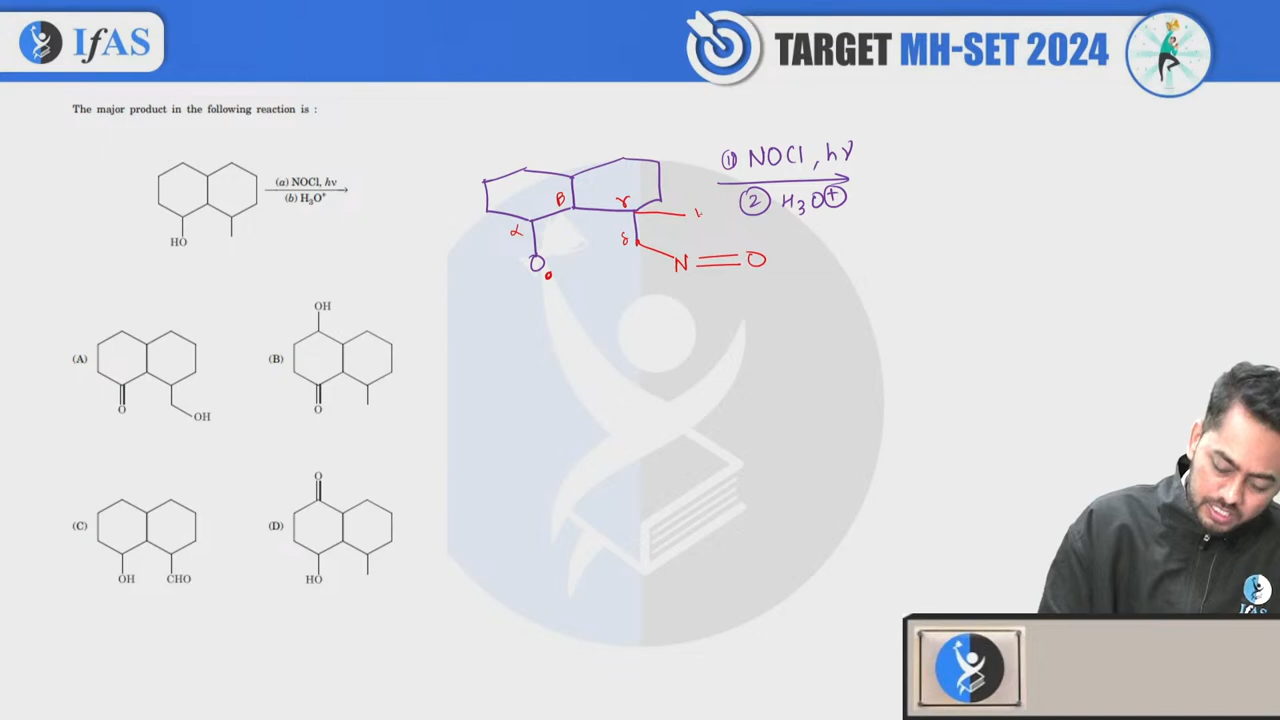 IfAS
TARGET MH-SET 2024
The major product in the following reaction is :
(a) NOCl, hν
(b) H₃O⁺
HO
① NOCl, hν
② H₃O⊕
α
β
γ
δ
O
N=O
(A)
O
OH
(B)
OH
O
(C)
OH
CHO
(D)
O
HO
IfAS